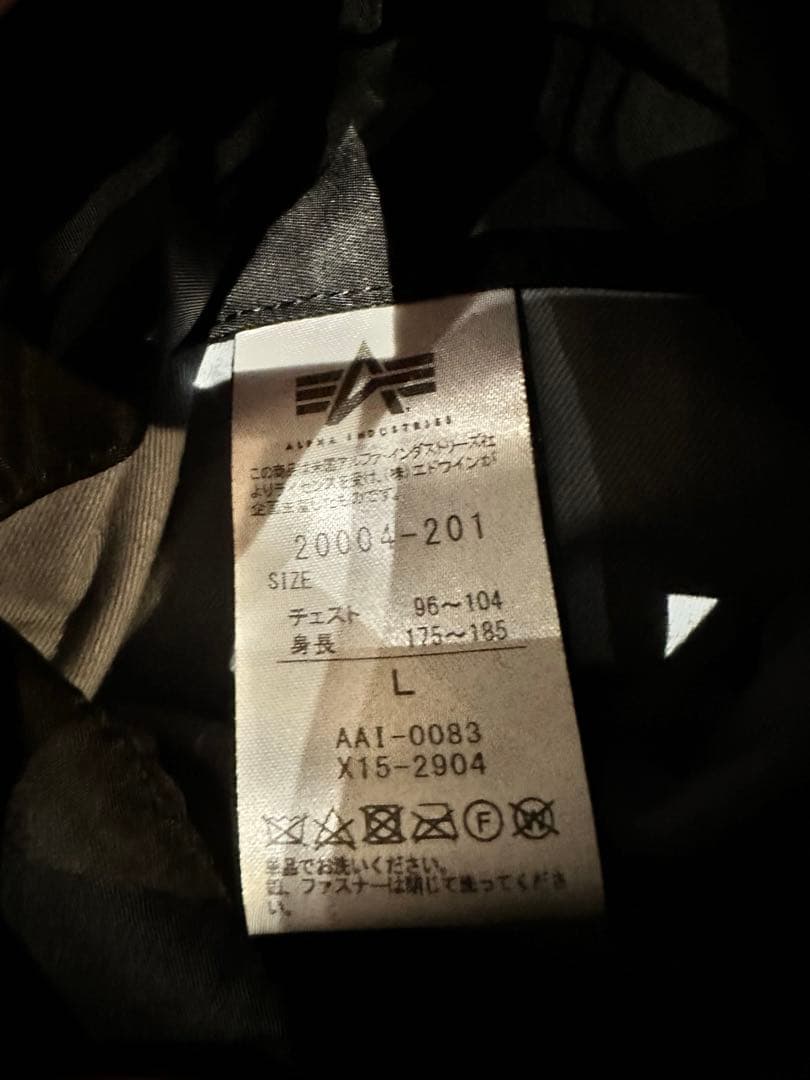 ALPHA INDUSTRIES
この商品は米国アルファ・インダストリーズ社
よりライセンスを受け、(株)エドウインが
企画生産したものです。
20004-201
SIZE
チェスト 96～104
身長 175～185
L
AAI-0083
X15-2904
F
W
単品でお洗いください。
釦、ファスナーは閉じて洗ってくださ
い。